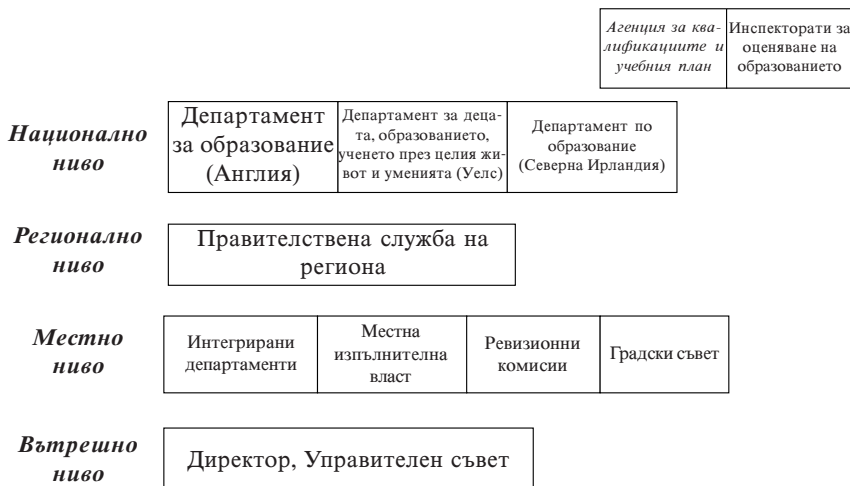 Агенция за ква-
лификациите и
учебния план
Инспекторати за
оценяване на
образованието
Национално
ниво
Департамент
за образование
(Англия)
Департамент за деца-
та, образованието,
ученето през целия жи-
вот и уменията (Уелс)
Департамент по
образование
(Северна Ирландия)
Регионално
ниво
Правителствена служба на
региона
Местно
ниво
Интегрирани
департаменти
Местна
изпълнителна
власт
Ревизионни
комисии
Градски съвет
Вътрешно
ниво
Директор, Управителен съвет